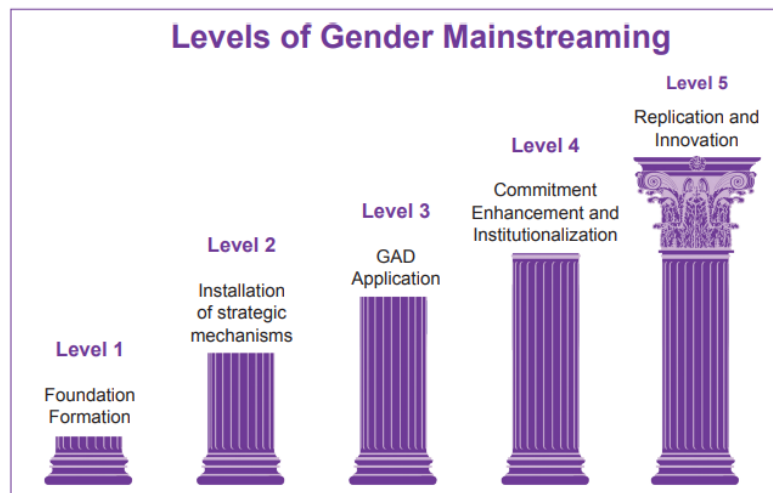 Levels of Gender Mainstreaming
Level 1
Foundation
Formation
Level 2
Installation
of strategic
mechanisms
Level 3
GAD
Application
Level 4
Commitment
Enhancement and
Institutionalization
Level 5
Replication and
Innovation